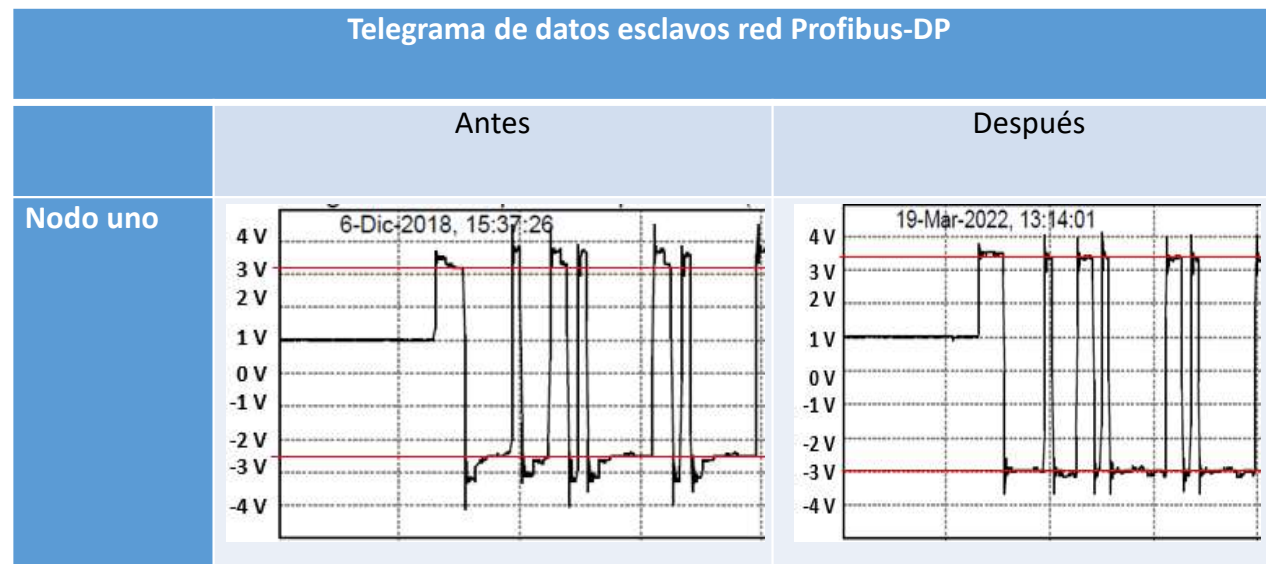 Telegrama de datos esclavos red Profibus-DP
Antes
Después
Nodo uno
6-Dic-2018, 15:37:26
4 V
3 V
2 V
1 V
0 V
-1 V
-2 V
-3 V
-4 V
19-Mar-2022, 13:14:01
4 V
3 V
2 V
1 V
0 V
-1 V
-2 V
-3 V
-4 V